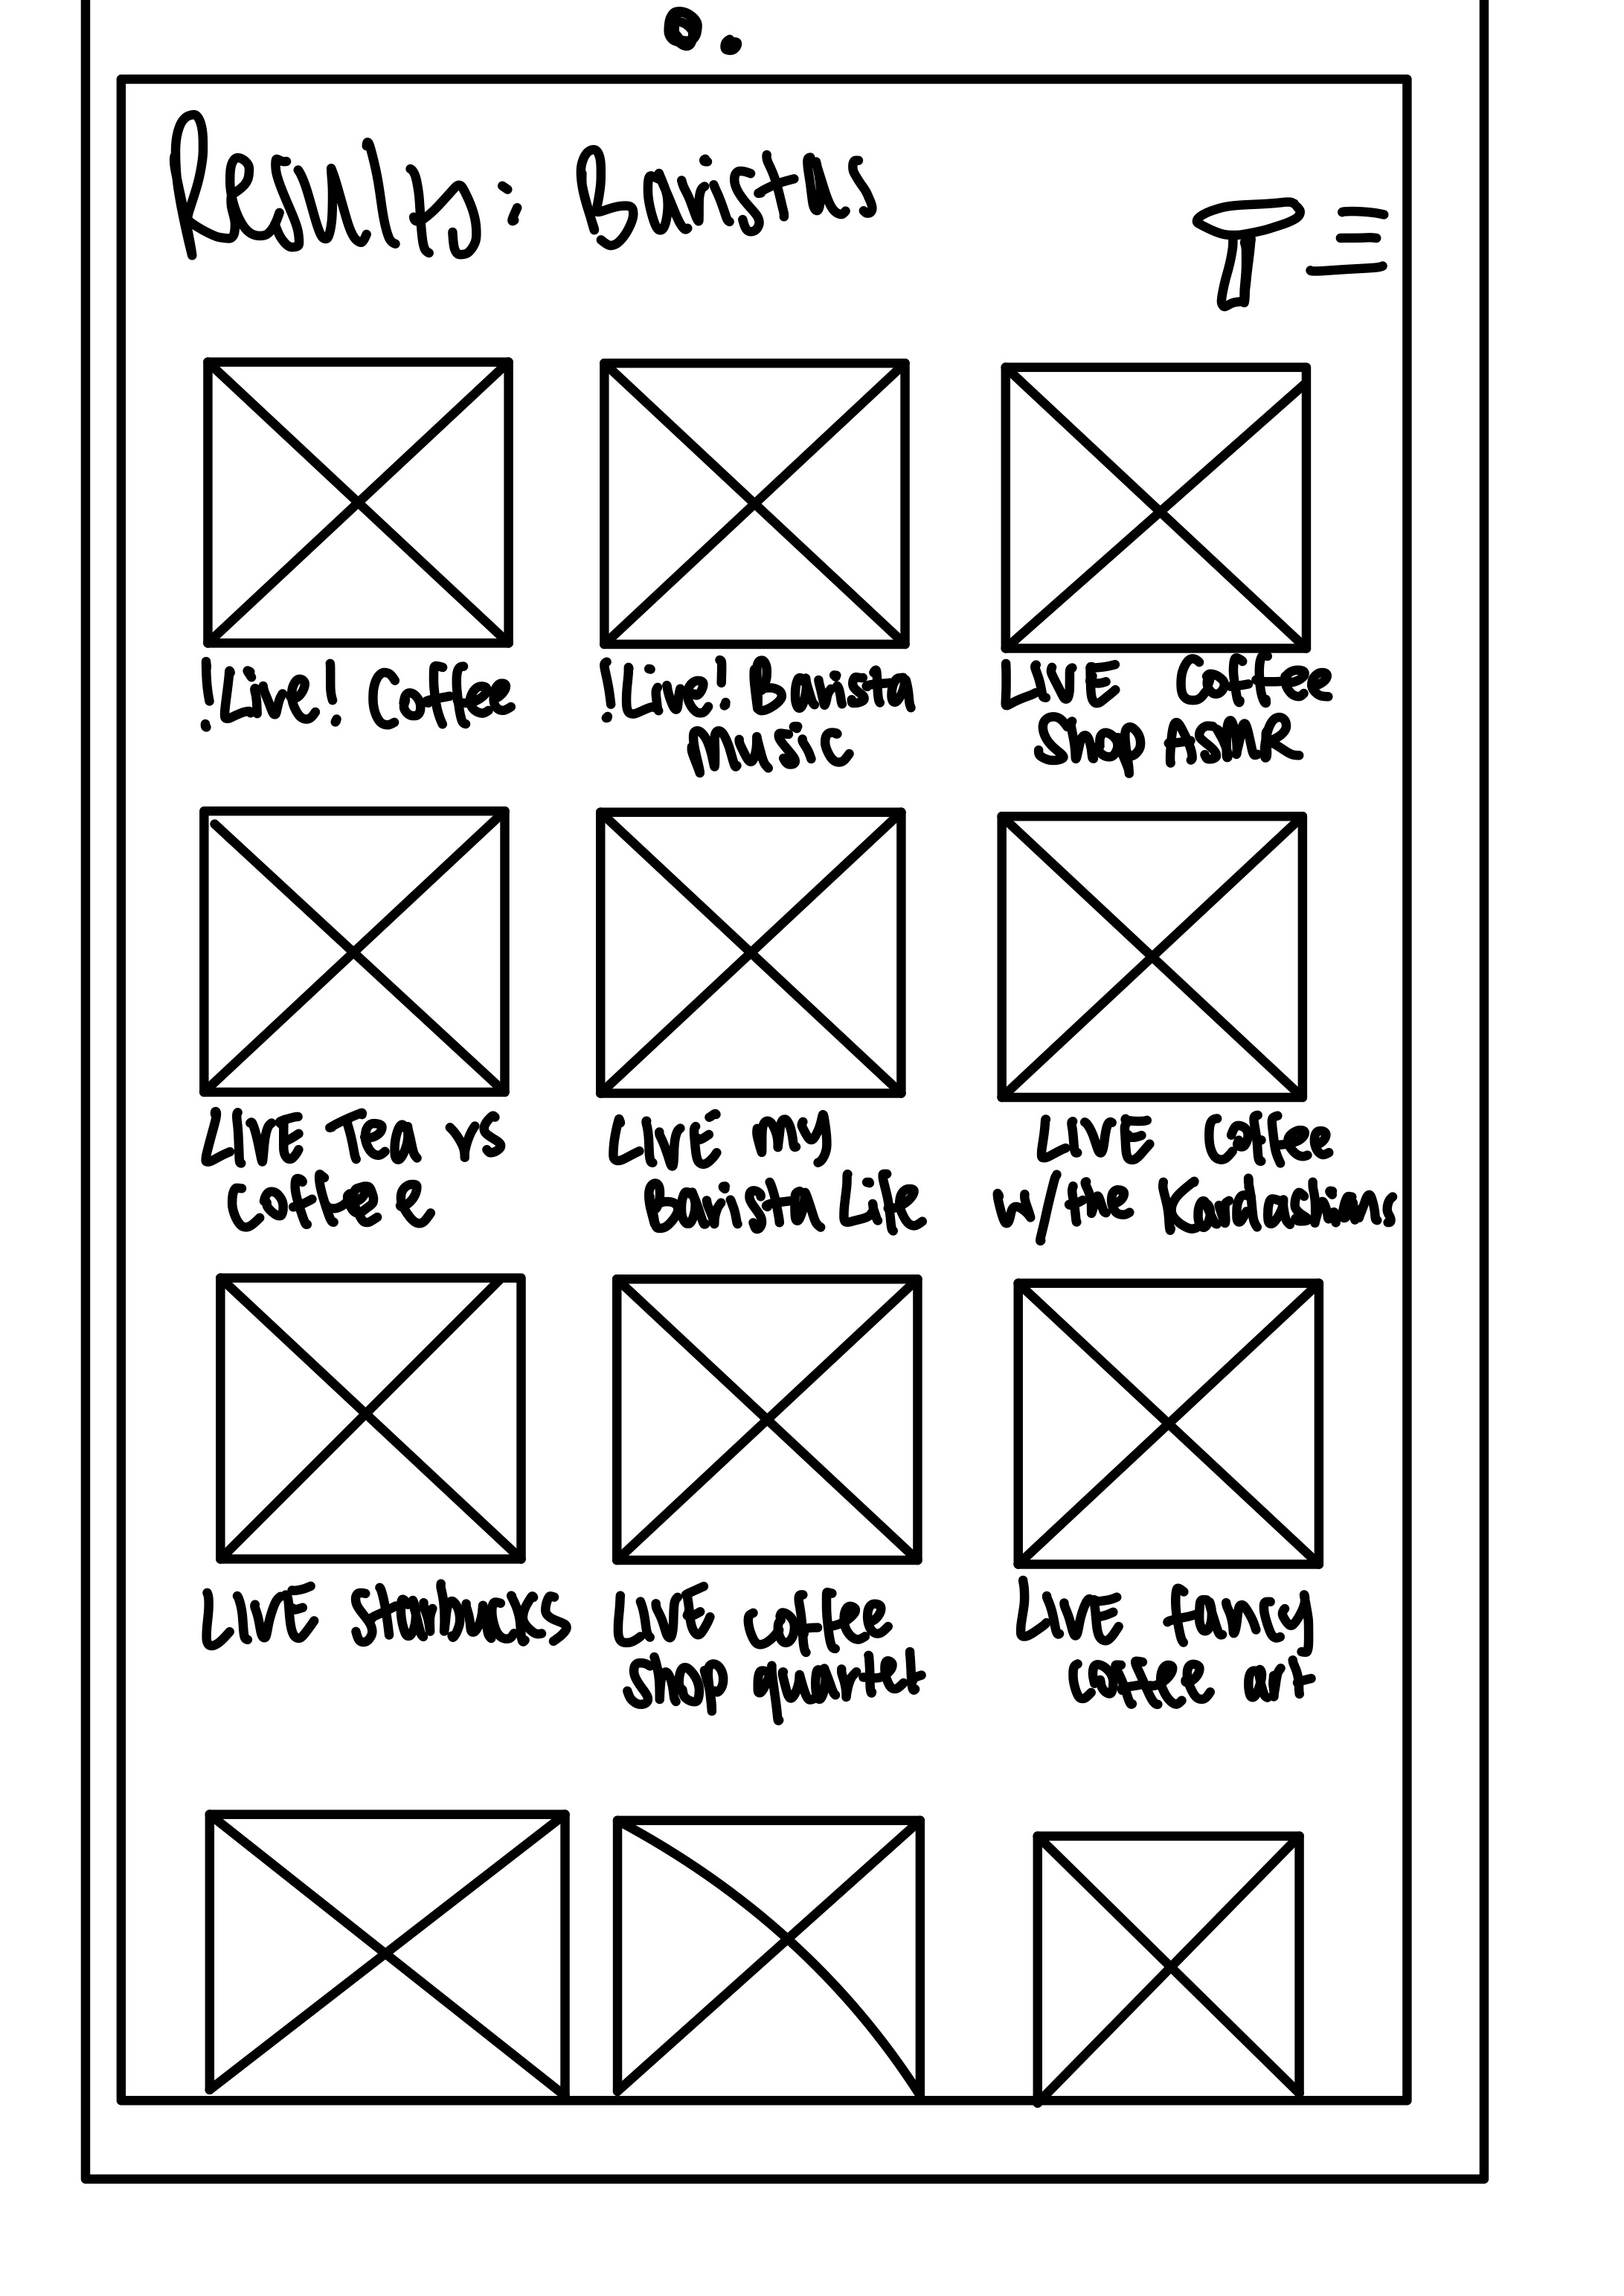 Results: Baristas
!Live! Coffee
!Live! Barista
Music
LIVE Coffee
Shop ASMR
LIVE Tea vs
Coffee
LIVE my
Barista Life
LIVE Coffee
w/the Kardashians
LIVE Starbucks
LIVE coffee
shop quartet
LIVE fancy
coffee art